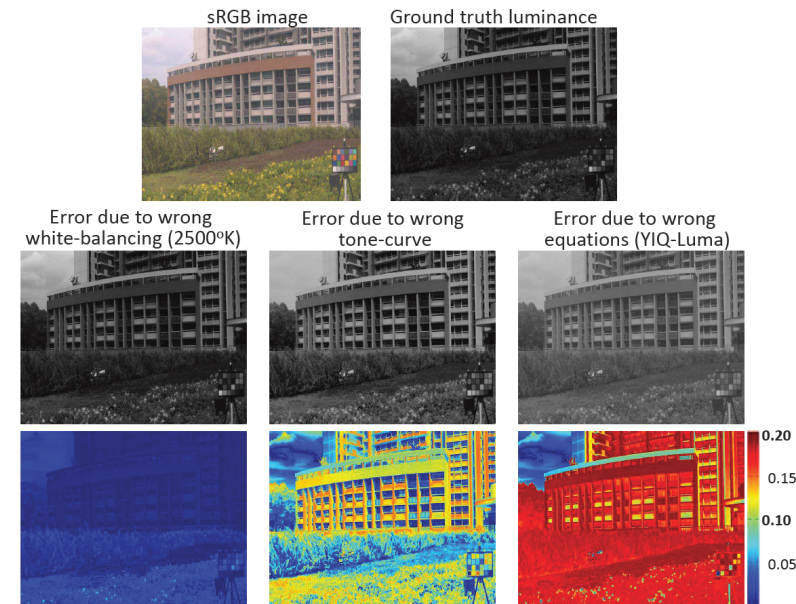 sRGB image
Ground truth luminance
Error due to wrong
white-balancing (2500°K)
Error due to wrong
tone-curve
Error due to wrong
equations (YIQ-Luma)
0.20
0.15
0.10
0.05